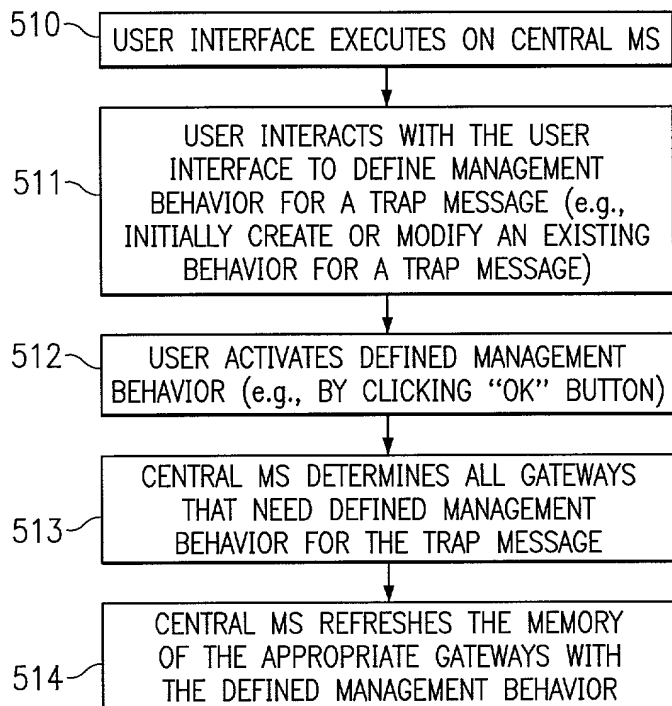 510
USER INTERFACE EXECUTES ON CENTRAL MS
511
USER INTERACTS WITH THE USER
INTERFACE TO DEFINE MANAGEMENT
BEHAVIOR FOR A TRAP MESSAGE (e.g.,
INITIALLY CREATE OR MODIFY AN EXISTING
BEHAVIOR FOR A TRAP MESSAGE)
512
USER ACTIVATES DEFINED MANAGEMENT
BEHAVIOR (e.g., BY CLICKING “OK” BUTTON)
513
CENTRAL MS DETERMINES ALL GATEWAYS
THAT NEED DEFINED MANAGEMENT
BEHAVIOR FOR THE TRAP MESSAGE
514
CENTRAL MS REFRESHES THE MEMORY
OF THE APPROPRIATE GATEWAYS WITH
THE DEFINED MANAGEMENT BEHAVIOR